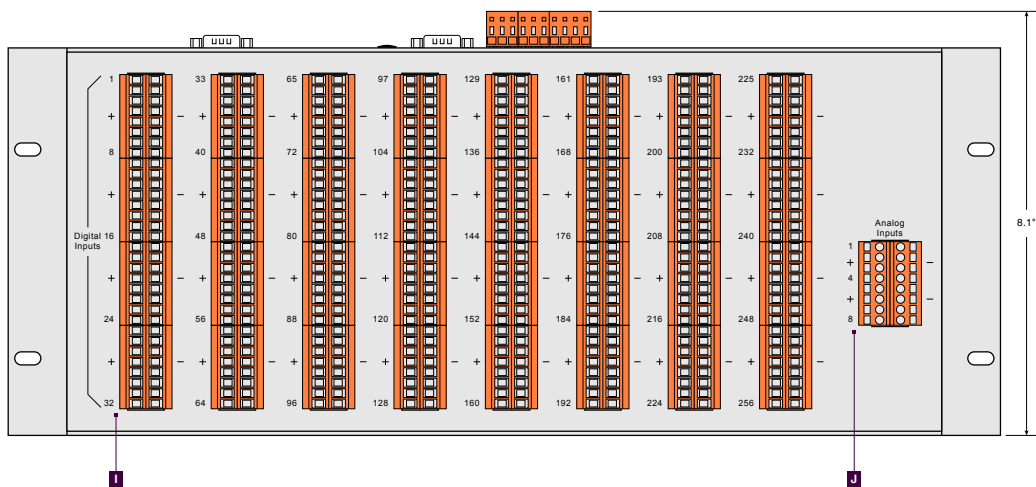 1 33 65 97 129 161 193 225
+ - + - + - + - + - + - + - + -
8 40 72 104 136 168 200 232
+ - + - + - + - + - + - + - + -
Digital 16 48 80 112 144 176 208 240
Inputs
+ - + - + - + - + - + - + - + -
24 56 88 120 152 184 216 248
+ - + - + - + - + - + - + - + -
32 64 96 128 160 192 224 256
Analog
Inputs
1
+ -
4
+ -
8
8.1"
I J